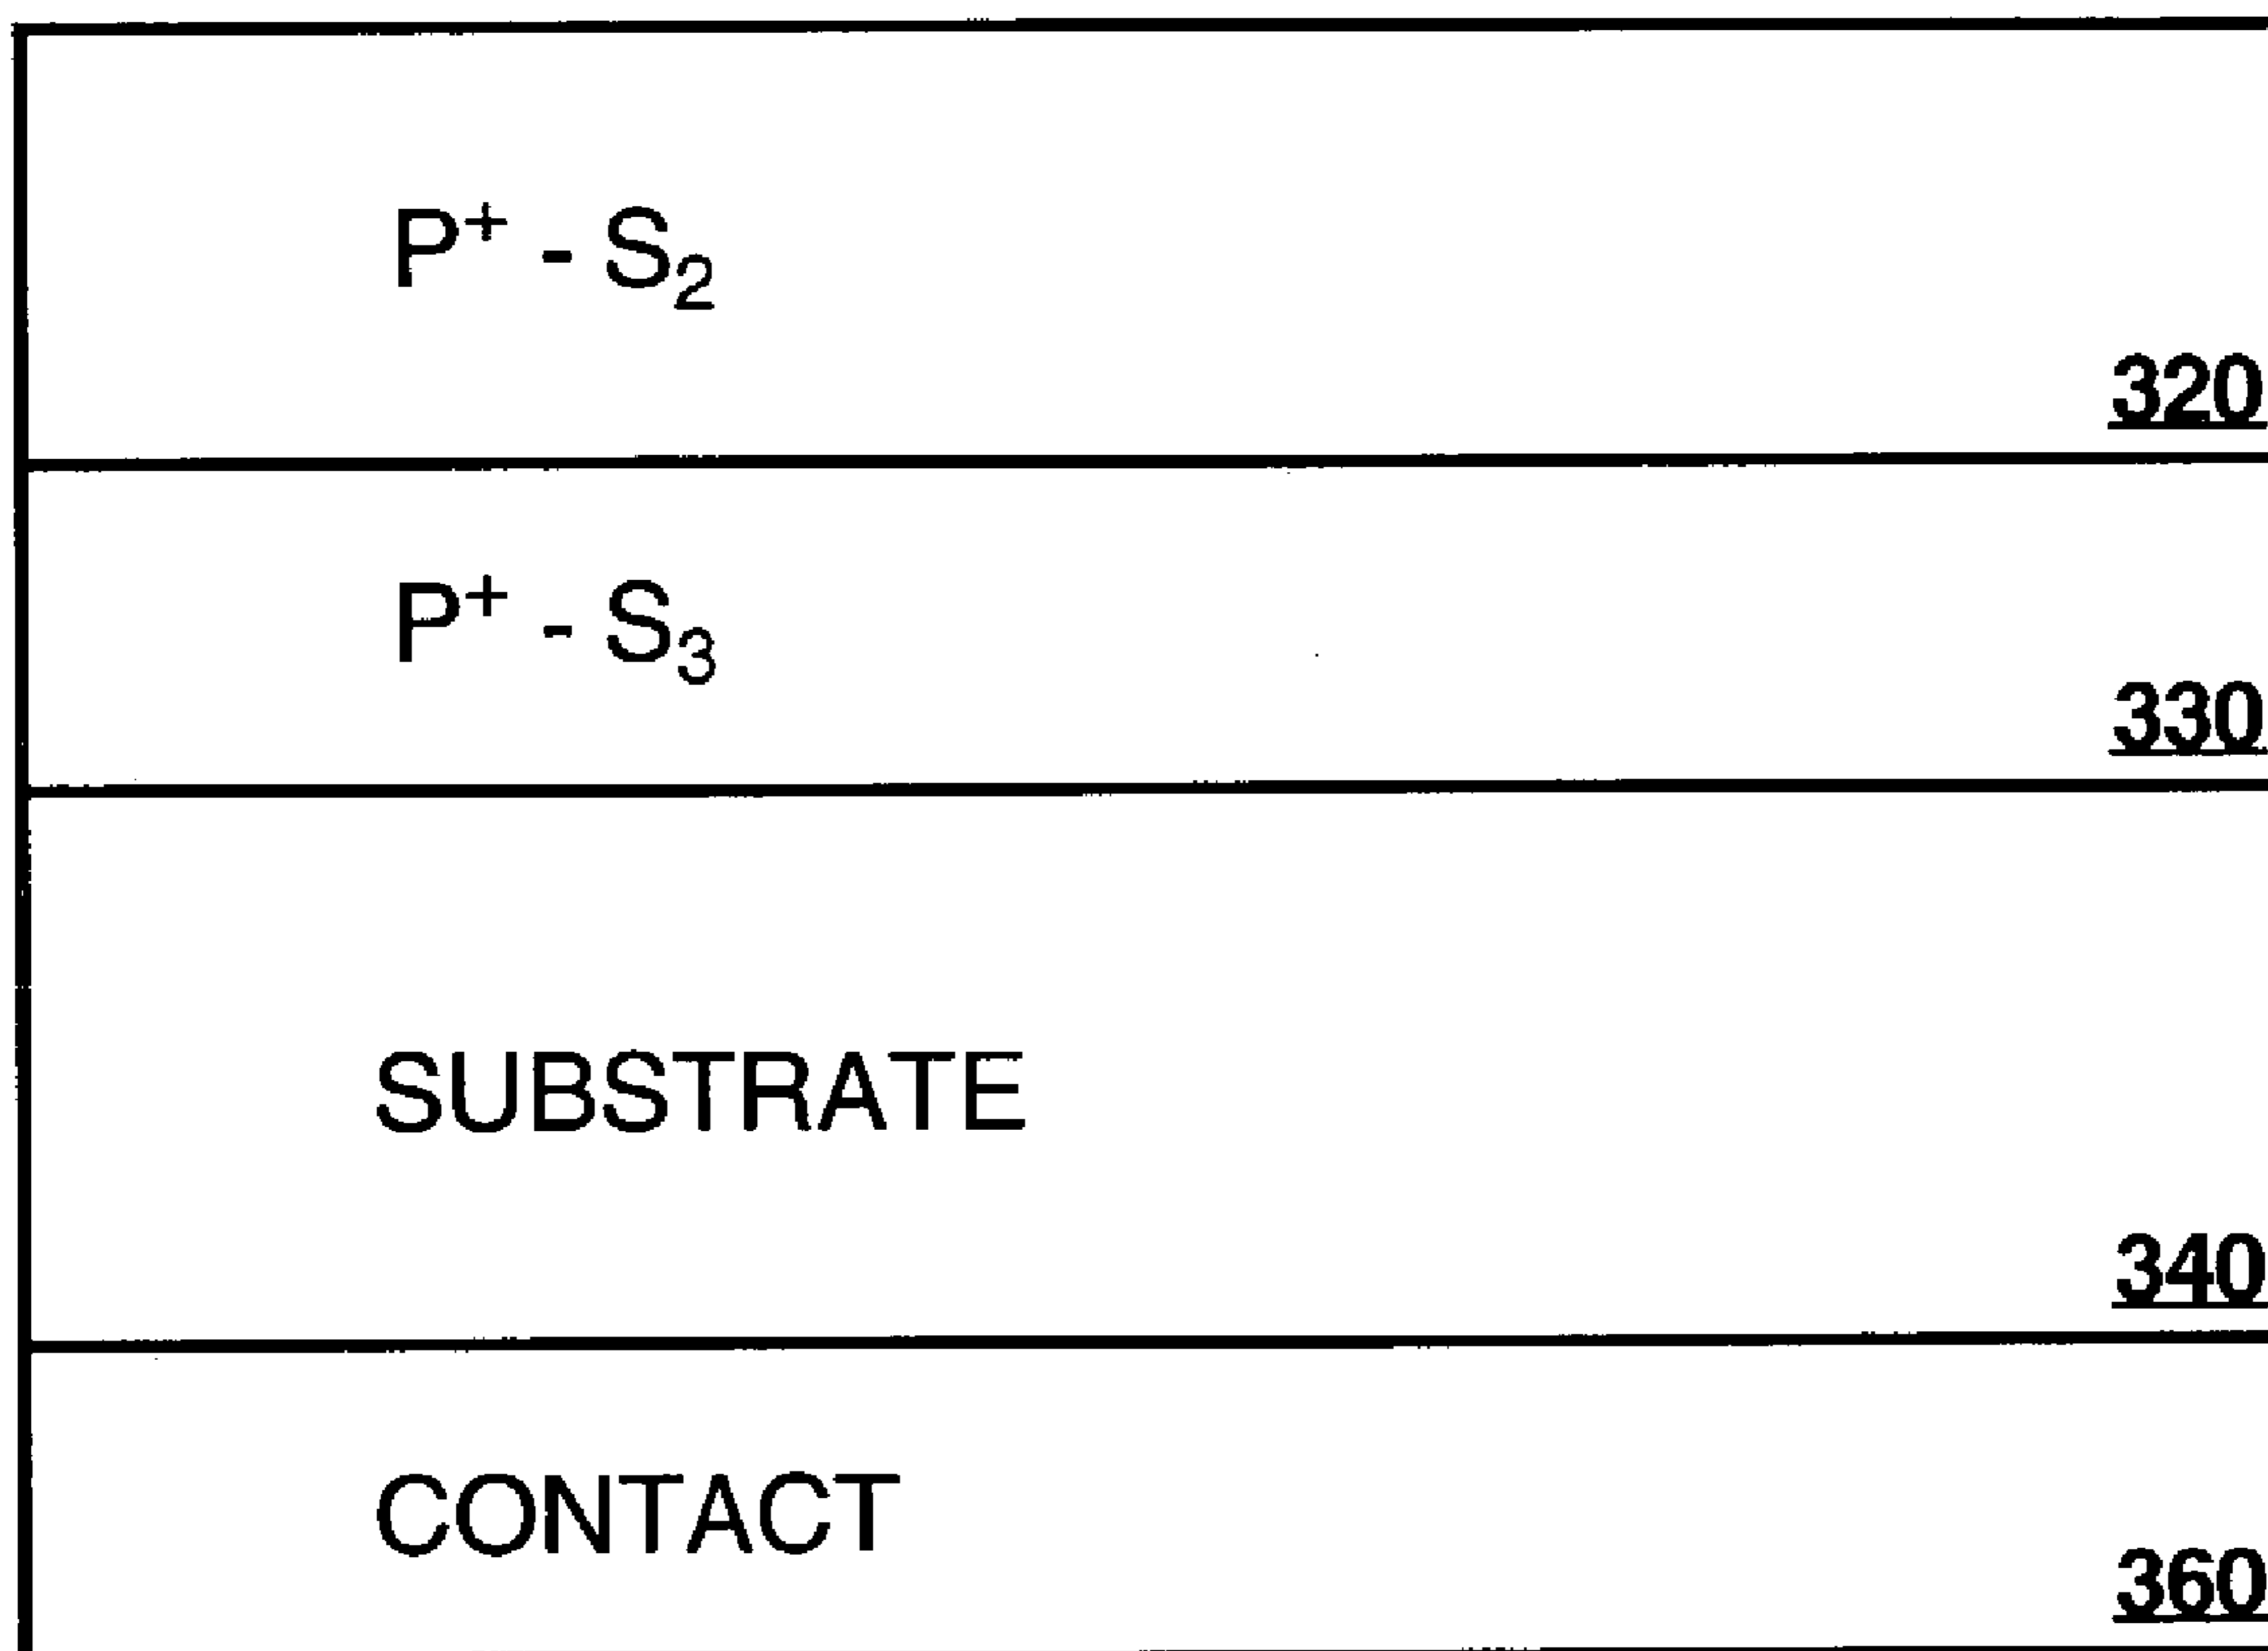 P⁺ - S₂
320
P⁺ - S₃
330
SUBSTRATE
340
CONTACT
360